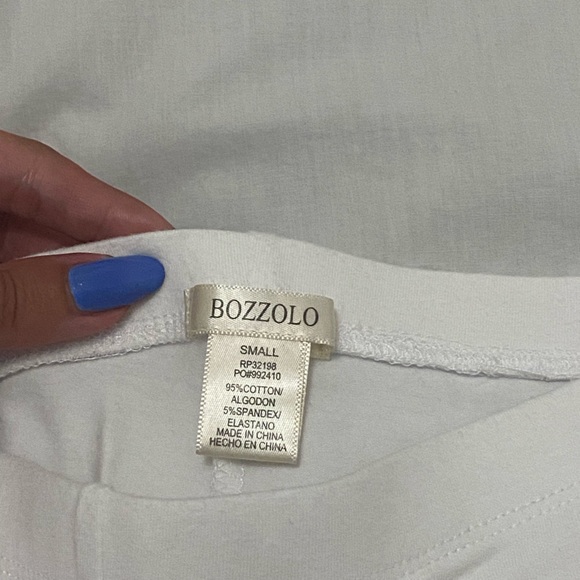 BOZZOLO
SMALL
RP32198
PO#992410
95%COTTON/
ALGODON
5%SPANDEX/
ELASTANO
MADE IN CHINA
HECHO EN CHINA